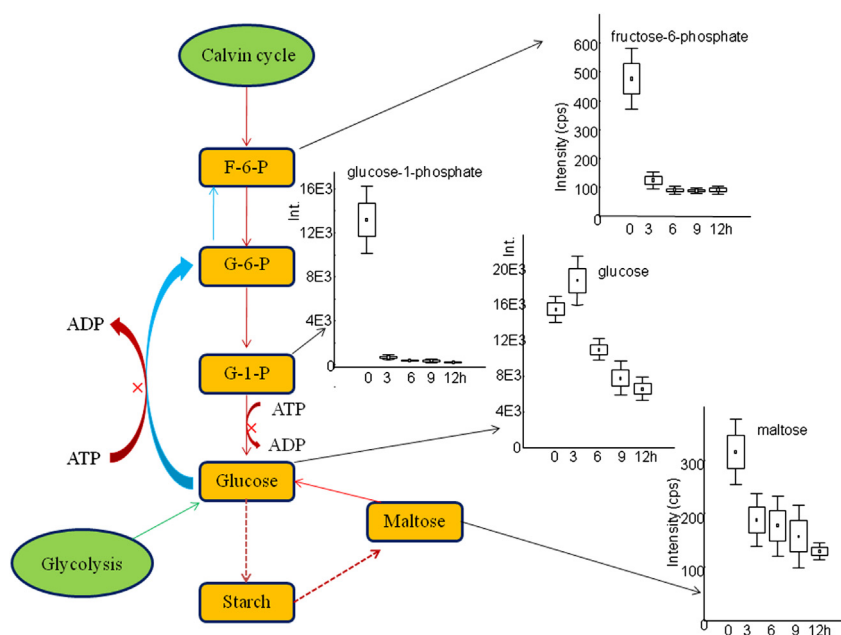 Calvin cycle
F-6-P
G-6-P
ADP
G-1-P
ATP
ADP
ATP
Glucose
Maltose
Glycolysis
Starch
fructose-6-phosphate
Intensity (cps)
600
500
400
300
200
100
0
0 3 6 9 12h
glucose-1-phosphate
Int.
16E3
12E3
8E3
4E3
0
0 3 6 9 12h
glucose
Int.
20E3
16E3
12E3
8E3
4E3
0
0 3 6 9 12h
maltose
Intensity (cps)
300
200
100
0
0 3 6 9 12h